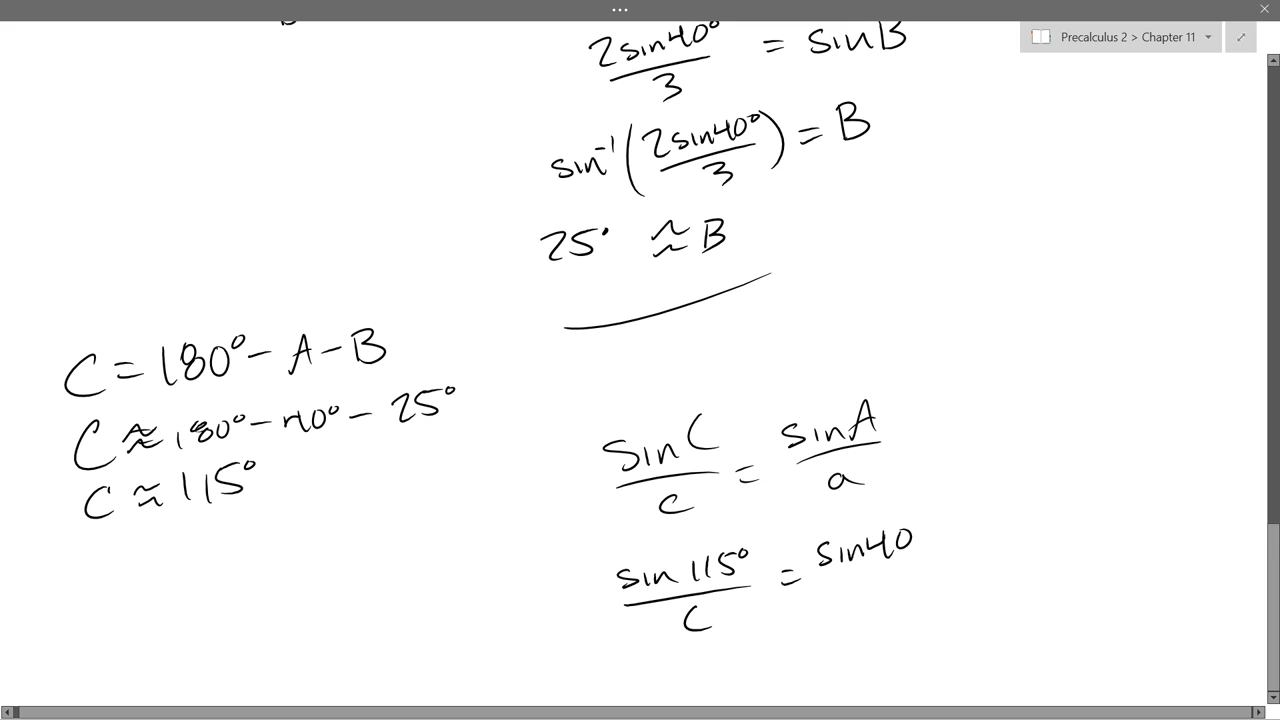 Precalculus 2 > Chapter 11
2sin40°/3 = sinB
sin⁻¹(2sin40°/3) = B
25° ≈ B
C = 180° - A - B
C ≈ 180° - 40° - 25°
C ≈ 115°
sinC/c = sinA/a
sin115°/c = sin40